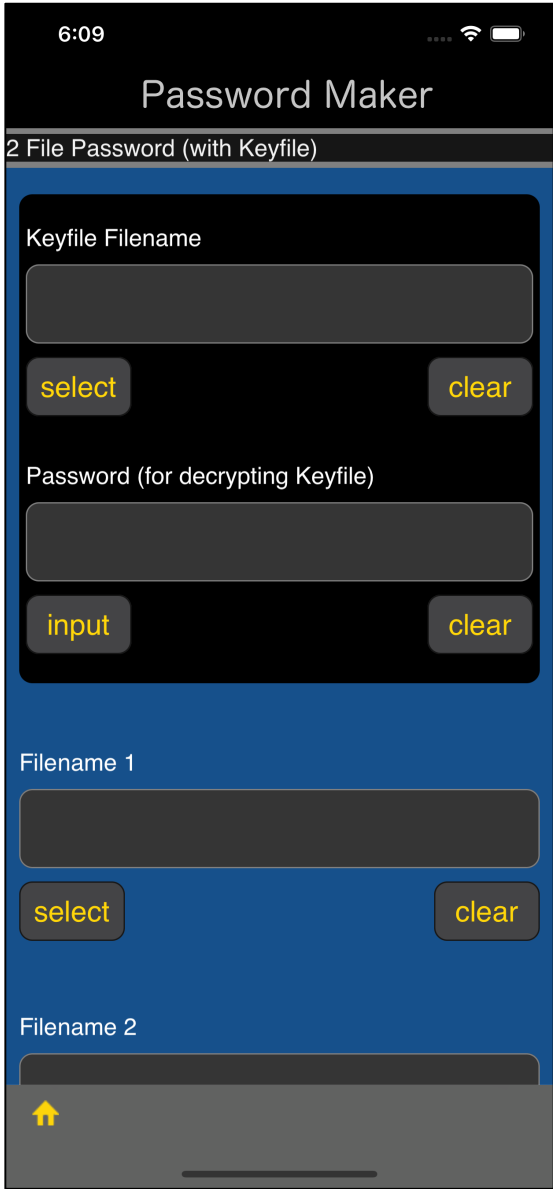 6:09
Password Maker
2 File Password (with Keyfile)
Keyfile Filename
select clear
Password (for decrypting Keyfile)
input clear
Filename 1
select clear
Filename 2